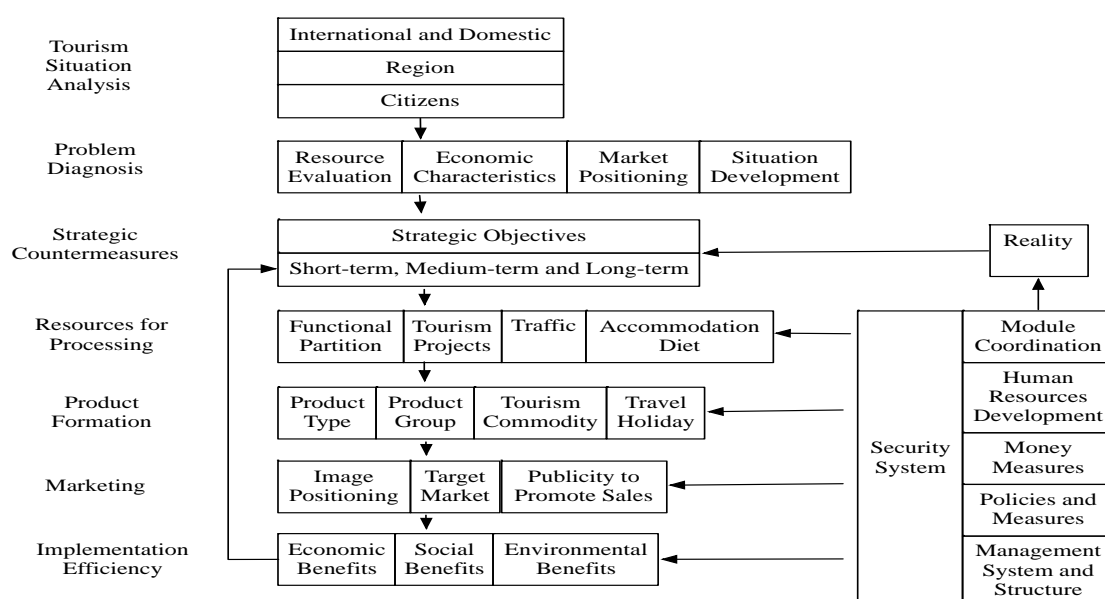 Tourism
Situation
Analysis
International and Domestic
Region
Citizens
Problem
Diagnosis
Resource
Evaluation
Economic
Characteristics
Market
Positioning
Situation
Development
Strategic
Countermeasures
Strategic Objectives
Short-term, Medium-term and Long-term
Reality
Resources for
Processing
Functional
Partition
Tourism
Projects
Traffic
Accommodation
Diet
Product
Formation
Product
Type
Product
Group
Tourism
Commodity
Travel
Holiday
Marketing
Image
Positioning
Target
Market
Publicity to
Promote Sales
Implementation
Efficiency
Economic
Benefits
Social
Benefits
Environmental
Benefits
Security
System
Module
Coordination
Human
Resources
Development
Money
Measures
Policies and
Measures
Management
System and
Structure